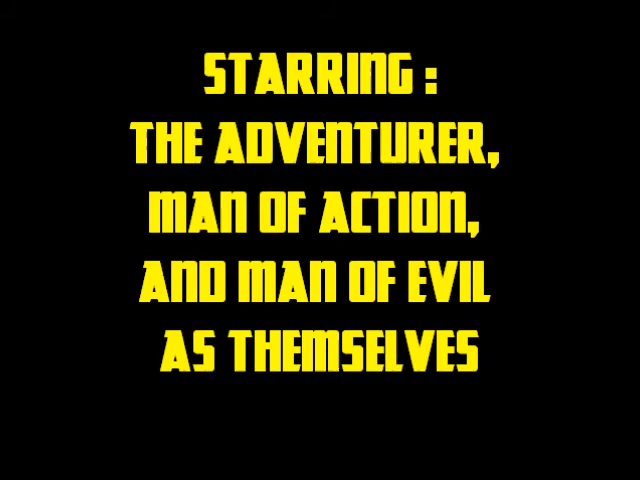 STARRING :
THE ADVENTURER,
MAN OF ACTION,
AND MAN OF EVIL
AS THEMSELVES